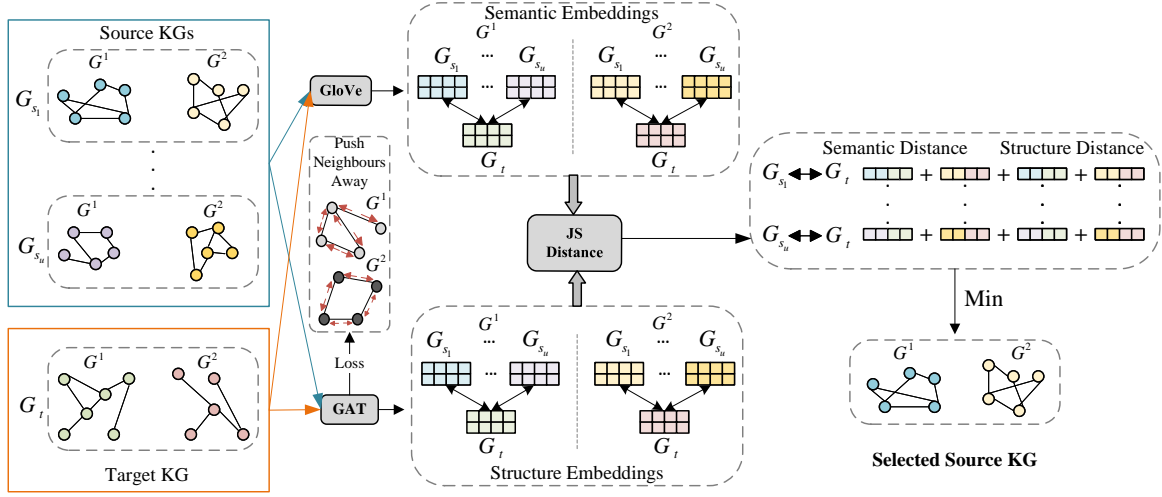 Source KGs
G^1
G^2
G_{s_1}
G^1
G^2
G_{s_u}
G^1
G^2
G_t
Target KG
GloVe
Push
Neighbours
Away
G^1
G^2
Loss
GAT
Semantic Embeddings
G^1
G^2
G_{s_1} ... G_{s_u}
G_{s_1} ... G_{s_u}
...
...
G_t
G_t
JS
Distance
G^1
G^2
G_{s_1} ... G_{s_u}
G_{s_1} ... G_{s_u}
...
...
G_t
G_t
Structure Embeddings
Semantic Distance Structure Distance
G_{s_1} G_t + + +
G_{s_u} G_t + + +
Min
G^1
G^2
Selected Source KG